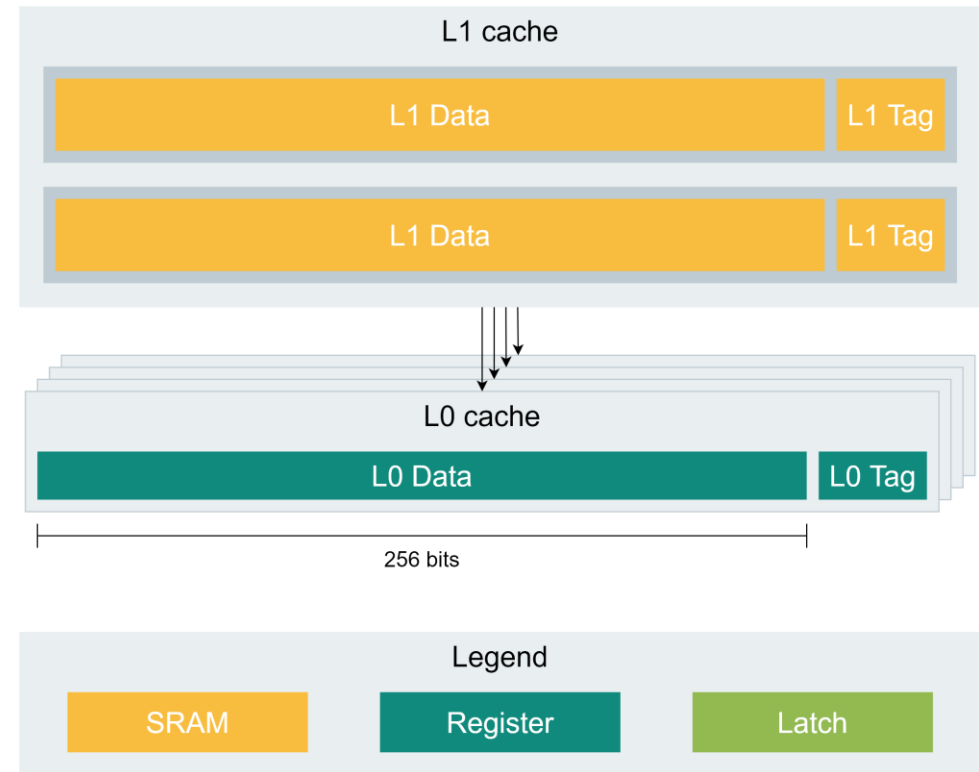 L1 cache
L1 Data L1 Tag
L1 Data L1 Tag
L0 cache
L0 Data L0 Tag
256 bits
Legend
SRAM Register Latch